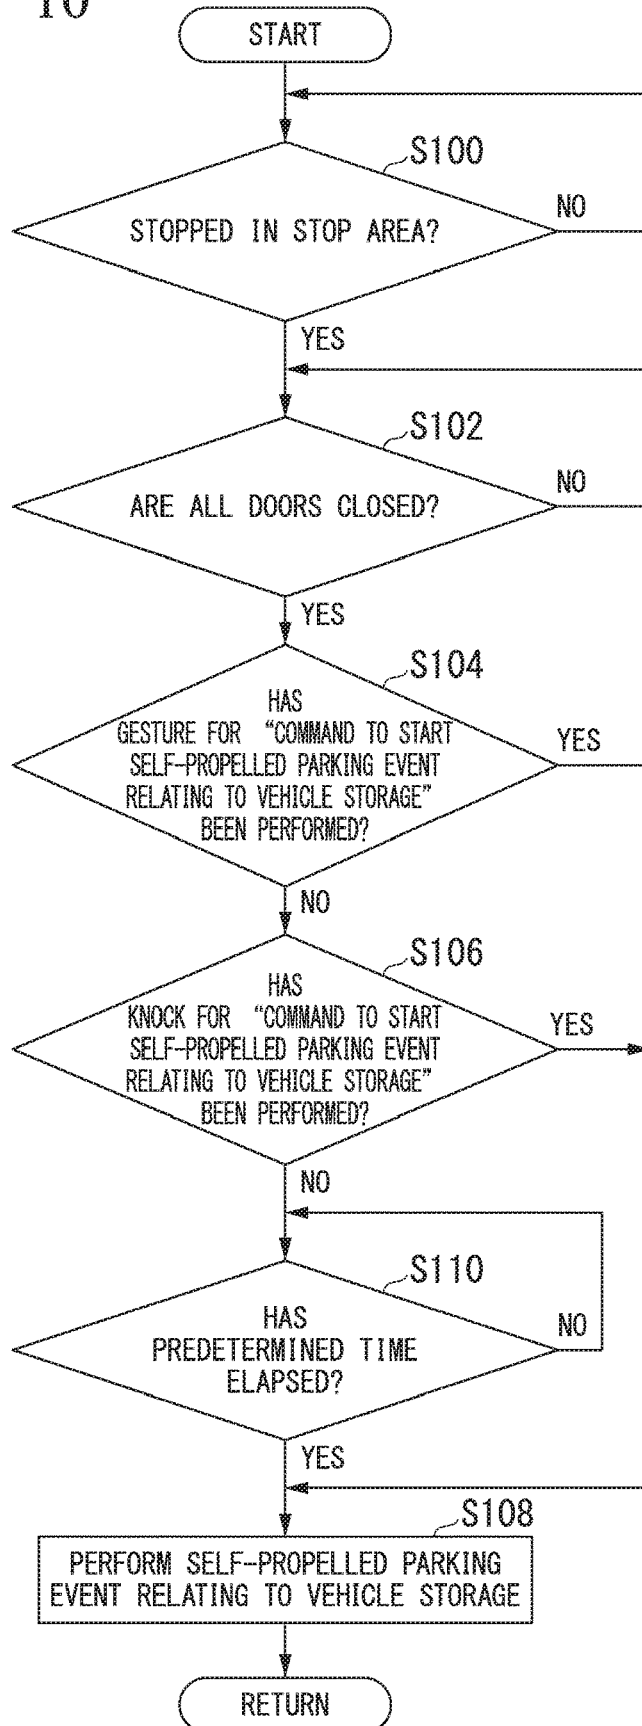 10
START
S100
STOPPED IN STOP AREA?
NO
YES
S102
ARE ALL DOORS CLOSED?
NO
YES
S104
HAS
GESTURE FOR “COMMAND TO START
SELF-PROPELLED PARKING EVENT
RELATING TO VEHICLE STORAGE”
BEEN PERFORMED?
YES
NO
S106
HAS
KNOCK FOR “COMMAND TO START
SELF-PROPELLED PARKING EVENT
RELATING TO VEHICLE STORAGE”
BEEN PERFORMED?
YES
NO
S110
HAS
PREDETERMINED TIME
ELAPSED?
NO
YES
S108
PERFORM SELF-PROPELLED PARKING
EVENT RELATING TO VEHICLE STORAGE
RETURN